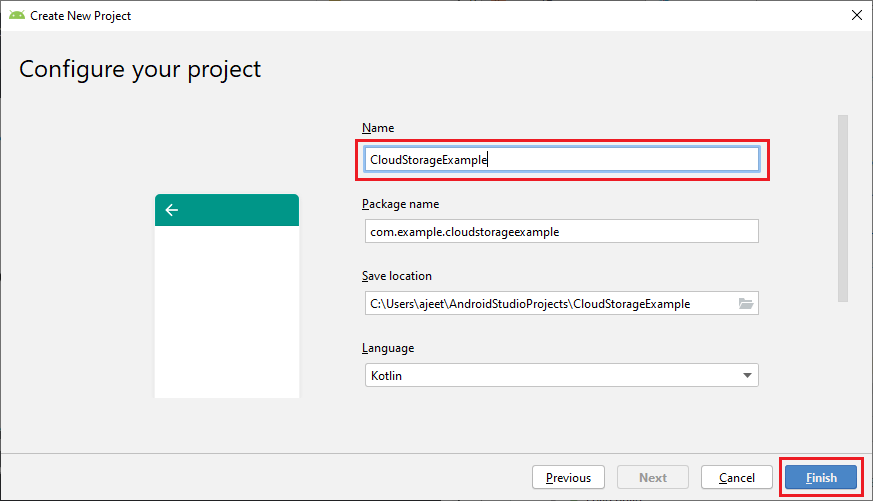 Create New Project
Configure your project
Name
CloudStorageExample
Package name
com.example.cloudstorageexample
Save location
C:\Users\ajeet\AndroidStudioProjects\CloudStorageExample
Language
Kotlin
Previous Next Cancel Finish